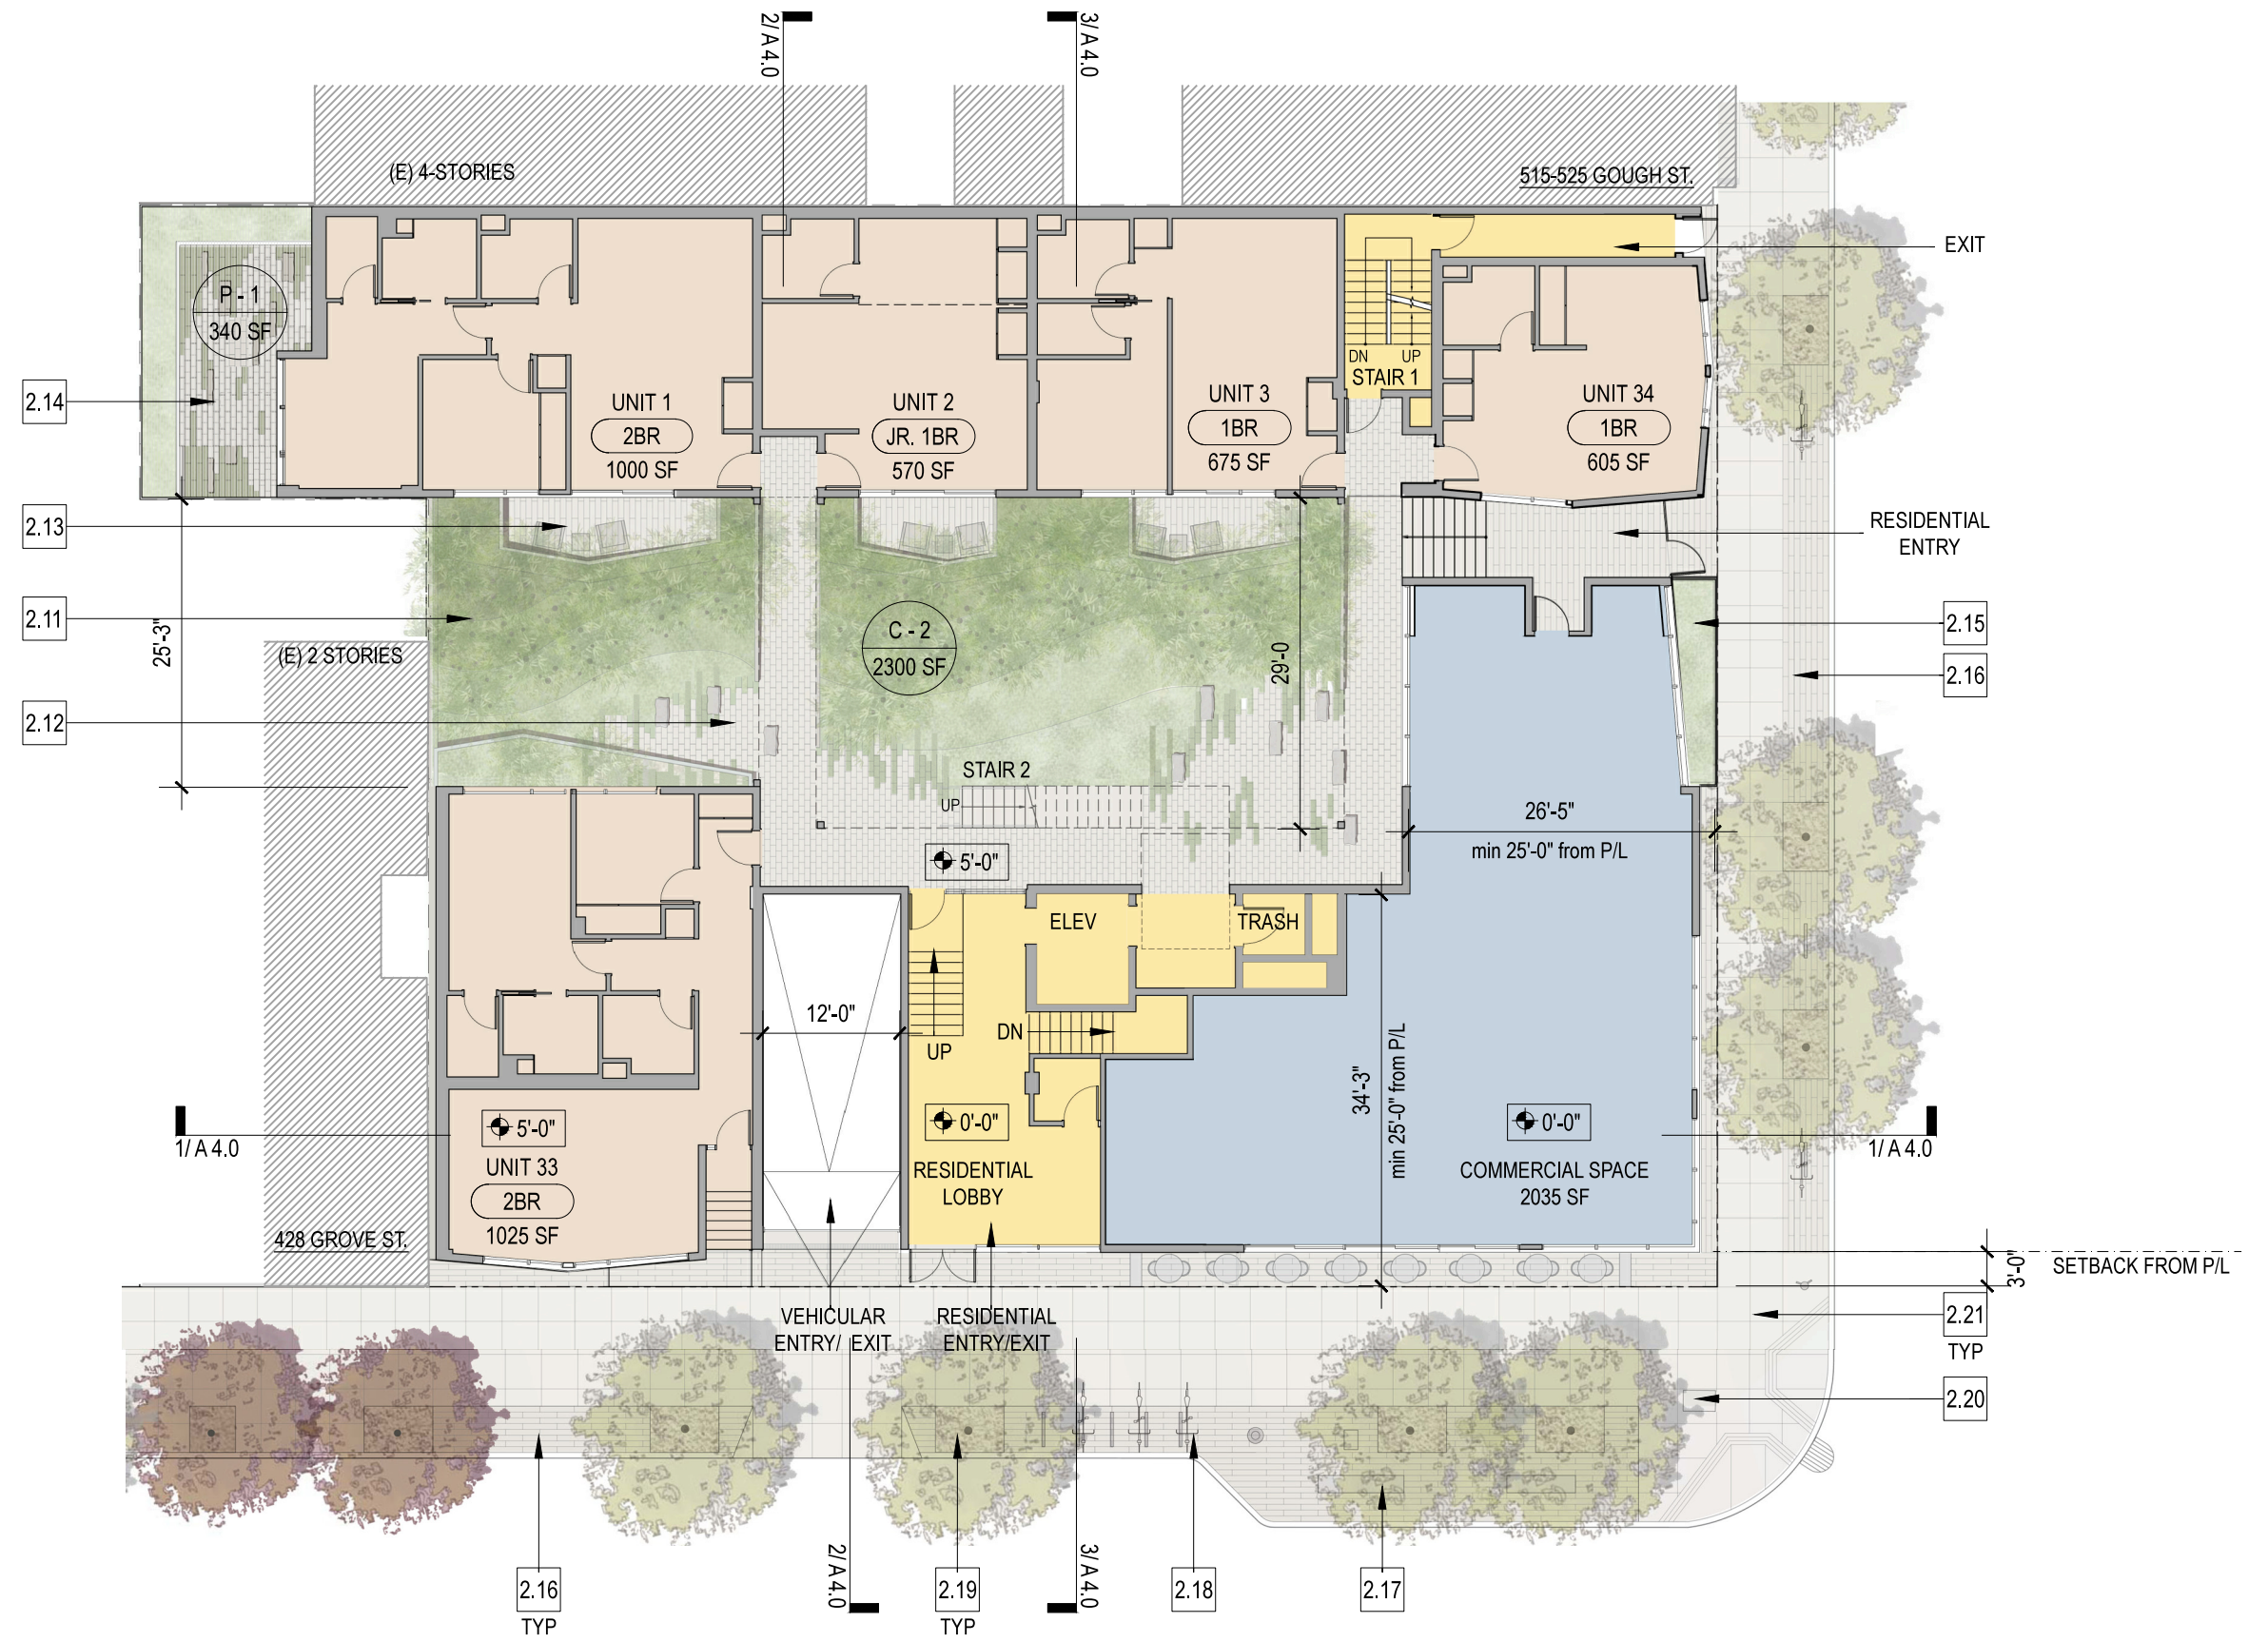 2/ A 4.0
3/ A 4.0
(E) 4-STORIES
515-525 GOUGH ST.
EXIT
P - 1
340 SF
2.14
UNIT 1
2BR
1000 SF
UNIT 2
JR. 1BR
570 SF
UNIT 3
1BR
675 SF
DN
UP
STAIR 1
UNIT 34
1BR
605 SF
2.13
RESIDENTIAL
ENTRY
2.11
25'-3"
(E) 2 STORIES
C - 2
2300 SF
29'-0
2.15
2.16
2.12
STAIR 2
UP
26'-5"
min 25'-0" from P/L
5'-0"
ELEV
TRASH
12'-0"
UP
DN
34'-3"
min 25'-0" from P/L
1/ A 4.0
5'-0"
UNIT 33
2BR
1025 SF
0'-0"
RESIDENTIAL
LOBBY
0'-0"
COMMERCIAL SPACE
2035 SF
1/ A 4.0
428 GROVE ST.
3'-0"
SETBACK FROM P/L
VEHICULAR
ENTRY/ EXIT
RESIDENTIAL
ENTRY/EXIT
2.21
TYP
2.20
2.16
TYP
2/ A 4.0
2.19
TYP
3/ A 4.0
2.18
2.17